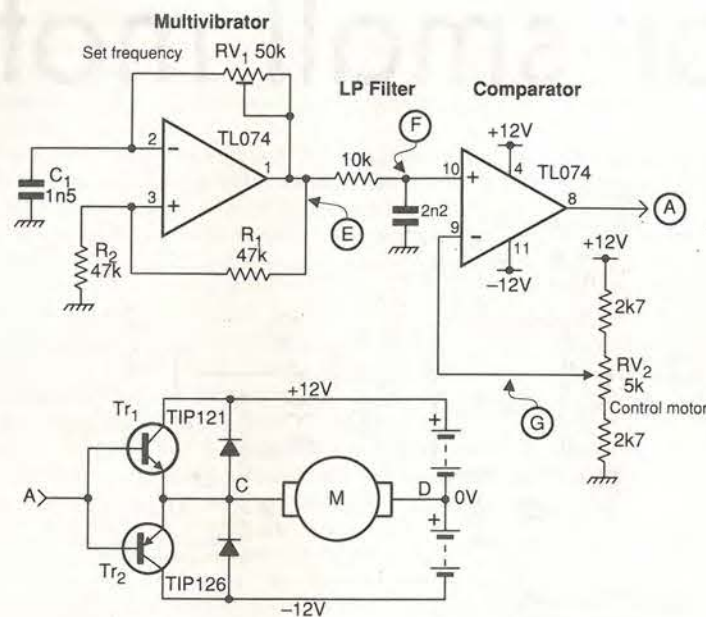 Multivibrator
Set frequency
RV1 50k
LP Filter
Comparator
F
+12V
2
−
TL074
1
10k
10
+
4
TL074
8
A
C1
1n5
3
+
E
2n2
9
−
11
−12V
R1
47k
R2
47k
+12V
2k7
RV2
5k
Control motor
2k7
G
Tr1
TIP121
+12V
+
A
C
M
D
0V
+
Tr2
TIP126
−12V